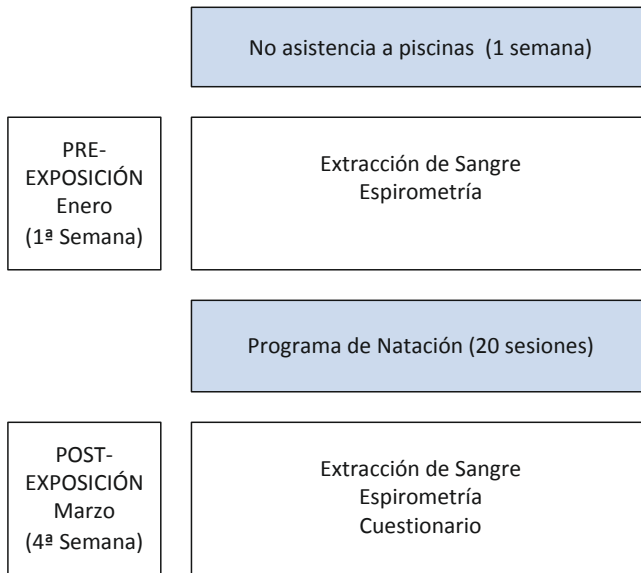 No asistencia a piscinas (1 semana)
PRE-
EXPOSICIÓN
Enero
(1ª Semana)
Extracción de Sangre
Espirometría
Programa de Natación (20 sesiones)
POST-
EXPOSICIÓN
Marzo
(4ª Semana)
Extracción de Sangre
Espirometría
Cuestionario